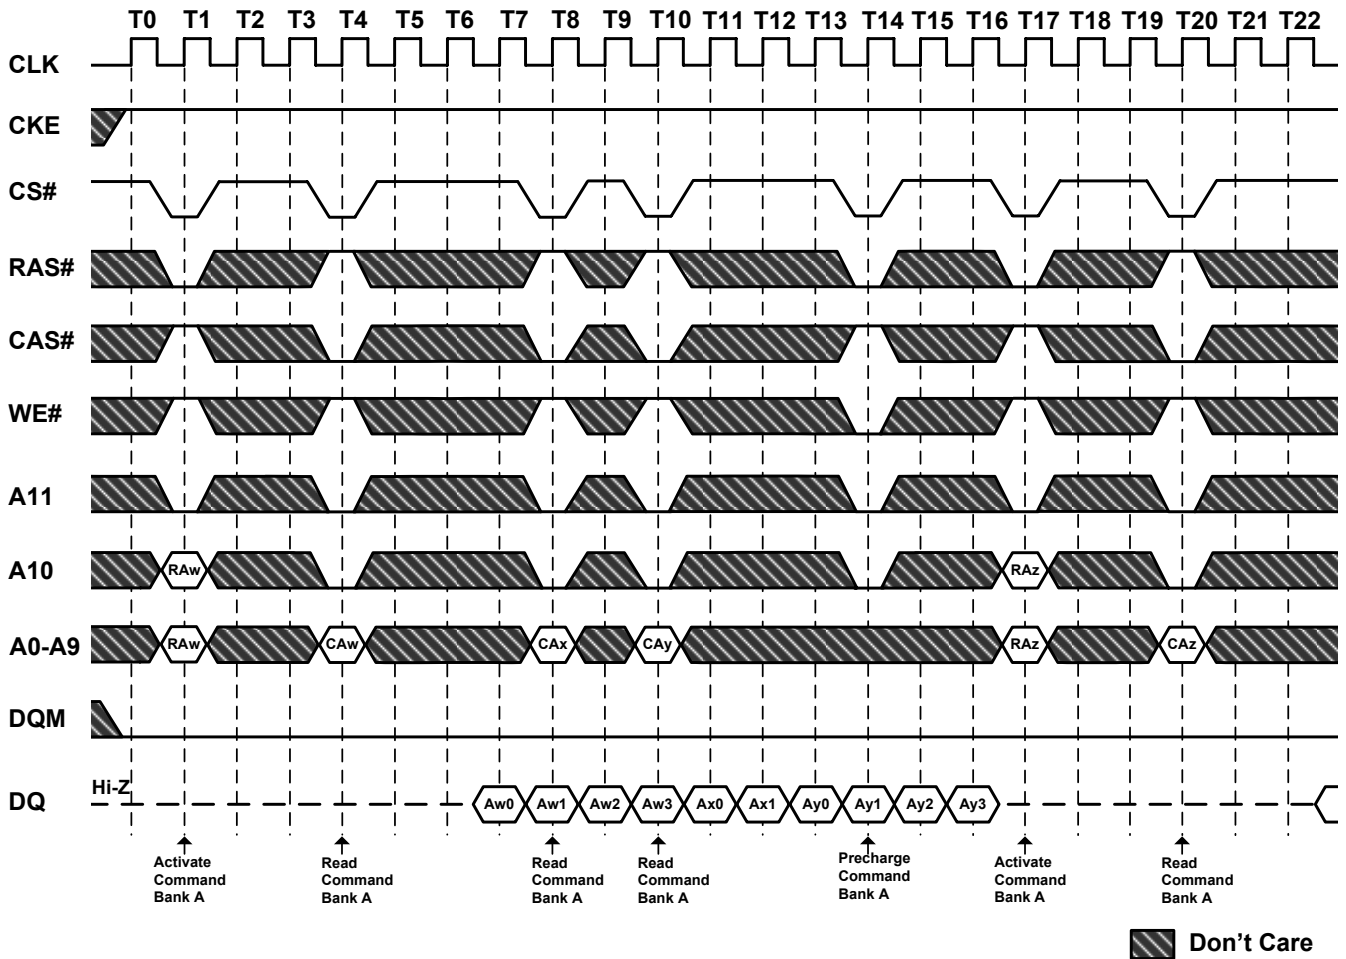 T0 T1 T2 T3 T4 T5 T6 T7 T8 T9 T10 T11 T12 T13 T14 T15 T16 T17 T18 T19 T20 T21 T22
CLK
CKE
CS#
RAS#
CAS#
WE#
A11
A10 RAw RAz
A0-A9 RAw CAw CAx CAy RAz CAz
DQM
Hi-Z
DQ Aw0 Aw1 Aw2 Aw3 Ax0 Ax1 Ay0 Ay1 Ay2 Ay3
Activate
Command
Bank A
Read
Command
Bank A
Read
Command
Bank A
Read
Command
Bank A
Precharge
Command
Bank A
Activate
Command
Bank A
Read
Command
Bank A
Don't Care